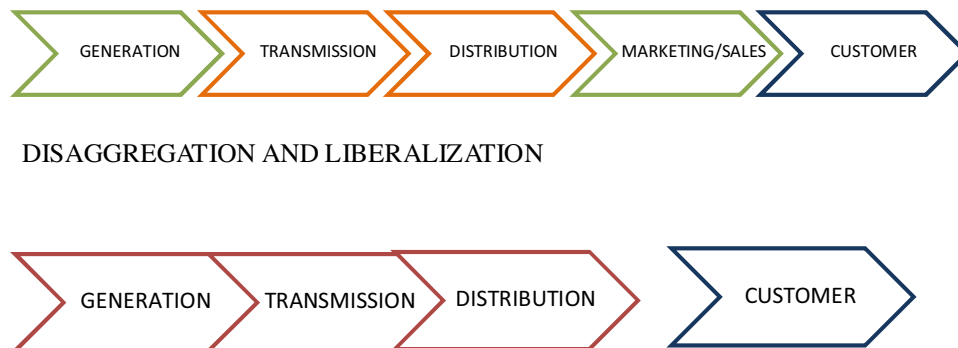 GENERATION TRANSMISSION DISTRIBUTION MARKETING/SALES CUSTOMER
DISAGGREGATION AND LIBERALIZATION
GENERATION TRANSMISSION DISTRIBUTION CUSTOMER